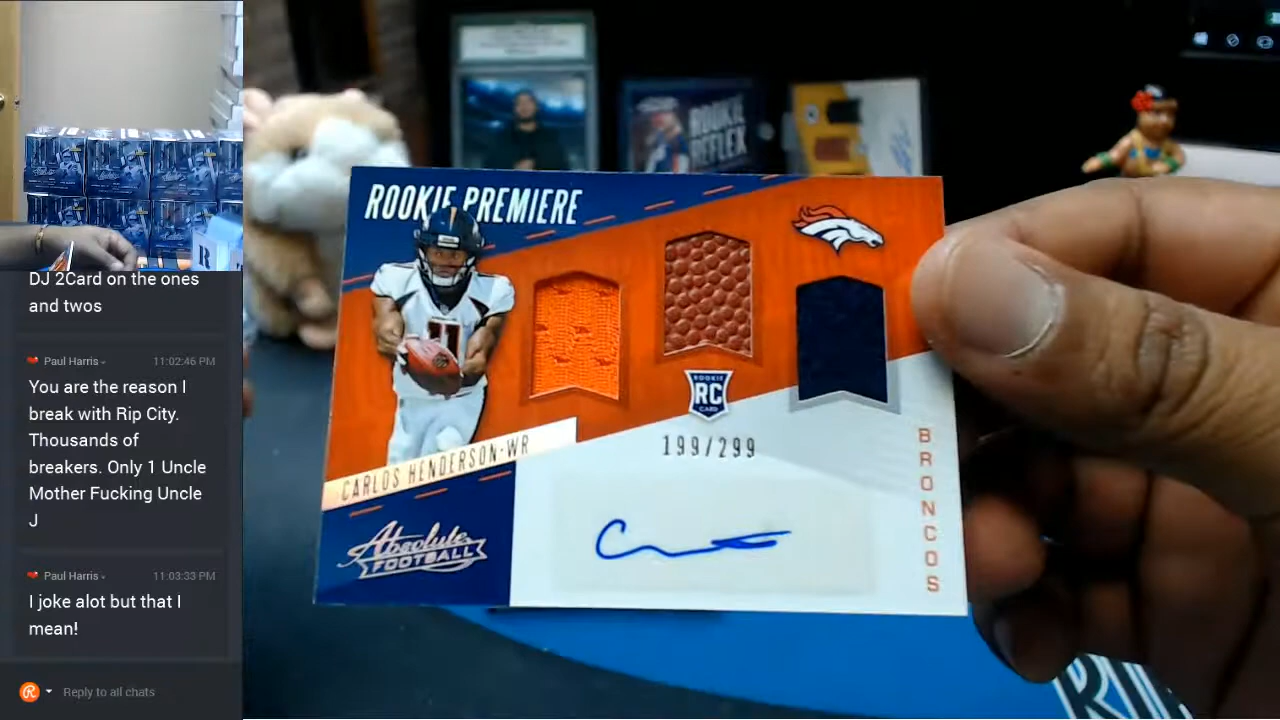 DJ 2Card on the ones
and twos
Paul Harris
11:02:46 PM
You are the reason I
break with Rip City.
Thousands of
breakers. Only 1 Uncle
Mother Fucking Uncle
J
Paul Harris
11:03:33 PM
I joke alot but that I
mean!
Reply to all chats
ROOKIE
REFLEX
ROOKIE PREMIERE
11
ROOKIE
RC
CARD
199/299
CARLOS HENDERSON-WR
BRONCOS
Absolute
FOOTBALL